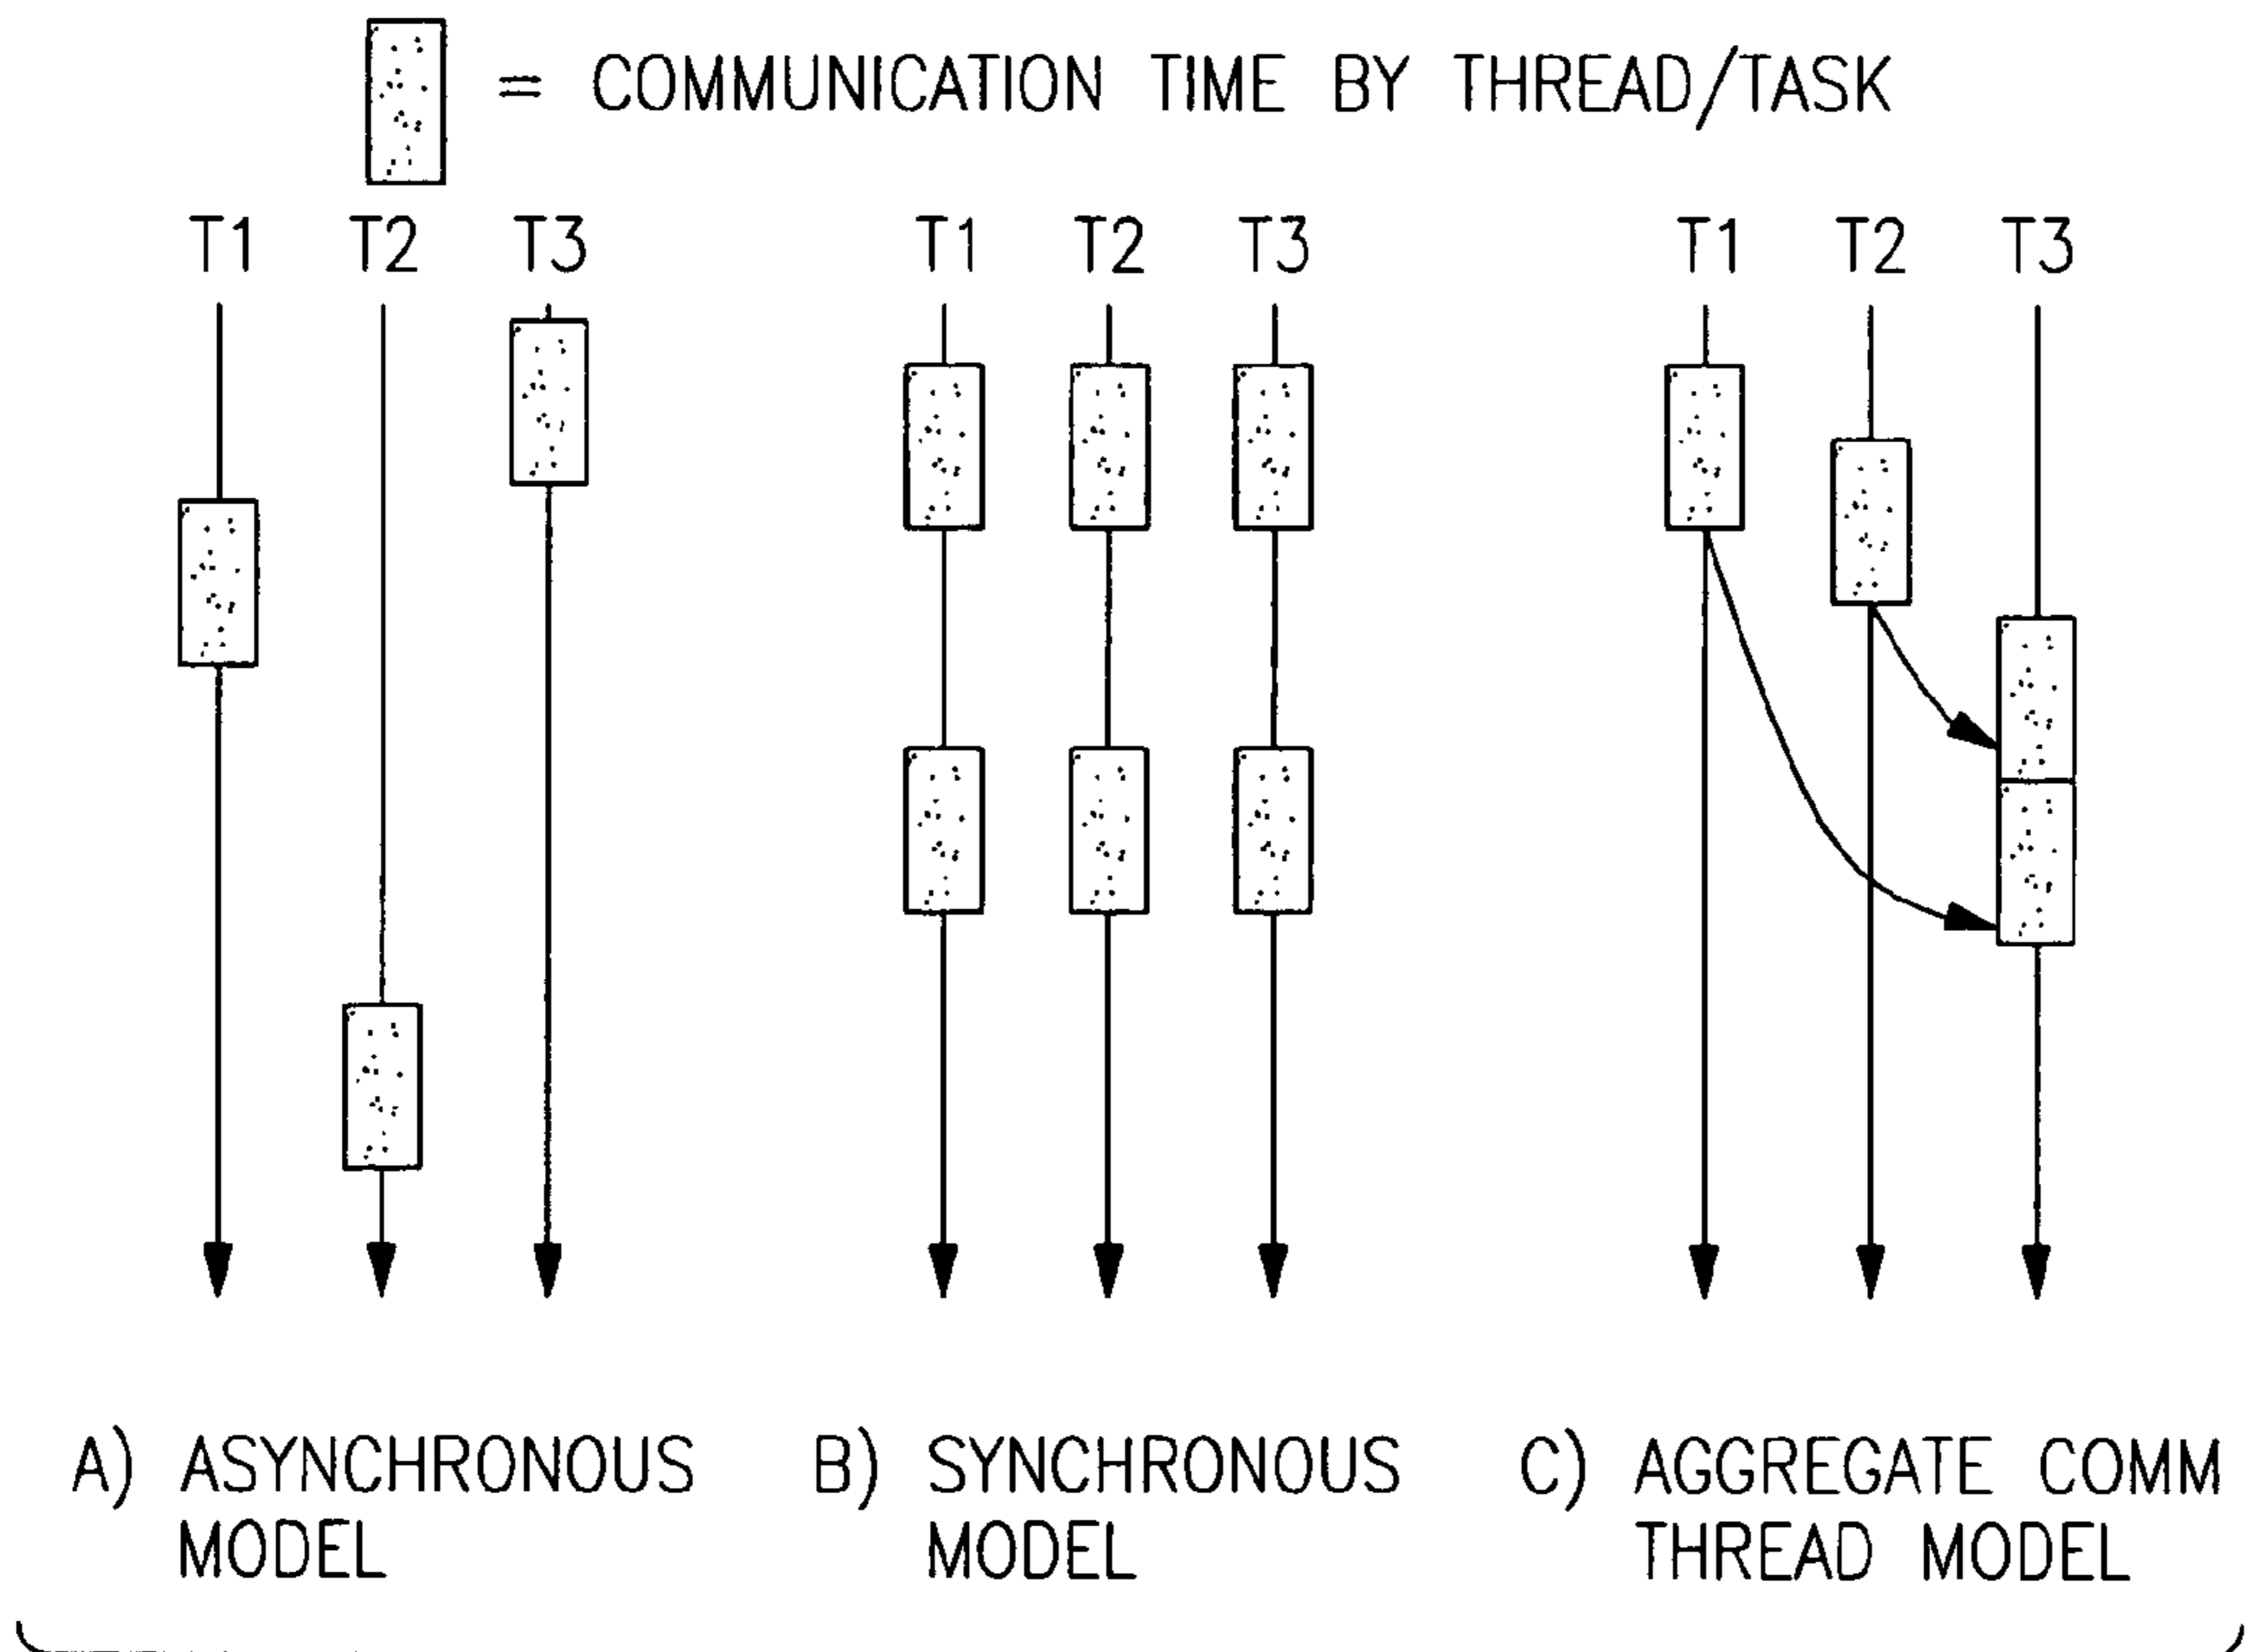 = COMMUNICATION TIME BY THREAD/TASK
T1 T2 T3 T1 T2 T3 T1 T2 T3
A) ASYNCHRONOUS MODEL
B) SYNCHRONOUS MODEL
C) AGGREGATE COMM THREAD MODEL